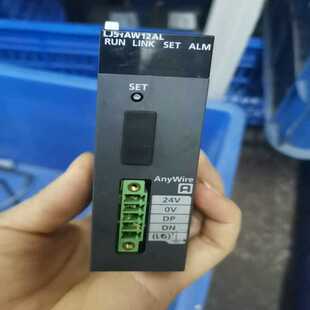 LJ51AW12AL
RUN LINK SET ALM
SET
AnyWire
A
24V
0V
DP
DN
(LG)